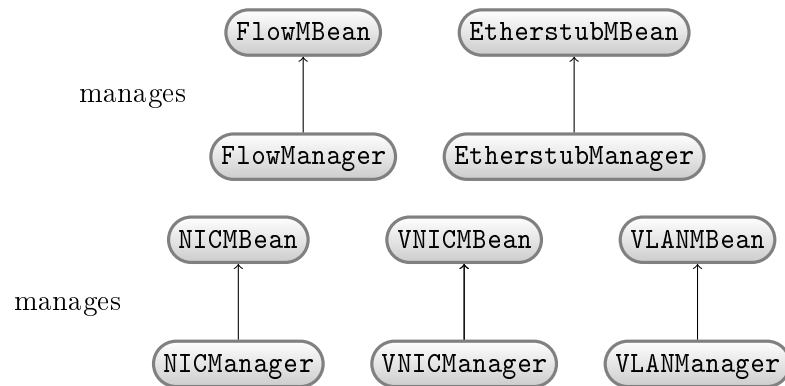 FlowMBean EtherstubMBean
manages
FlowManager EtherstubManager
NICMBean VNICMBean VLANMBean
manages
NICManager VNICManager VLANManager